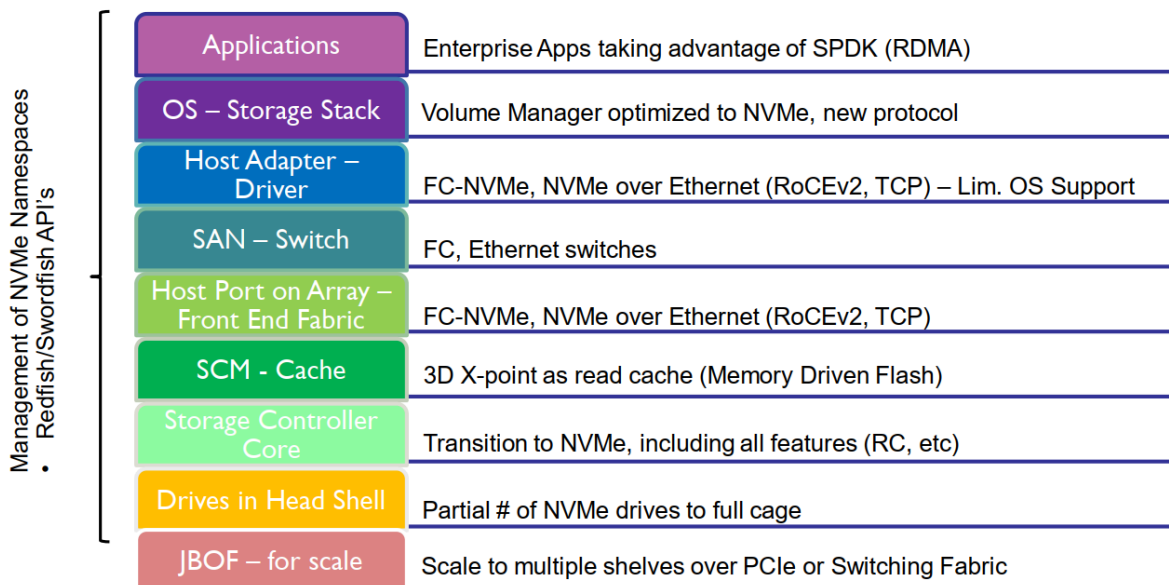 Management of NVMe Namespaces
• Redfish/Swordfish API's
Applications
Enterprise Apps taking advantage of SPDK (RDMA)
OS – Storage Stack
Volume Manager optimized to NVMe, new protocol
Host Adapter –
Driver
FC-NVMe, NVMe over Ethernet (RoCEv2, TCP) – Lim. OS Support
SAN – Switch
FC, Ethernet switches
Host Port on Array –
Front End Fabric
FC-NVMe, NVMe over Ethernet (RoCEv2, TCP)
SCM - Cache
3D X-point as read cache (Memory Driven Flash)
Storage Controller
Core
Transition to NVMe, including all features (RC, etc)
Drives in Head Shell
Partial # of NVMe drives to full cage
JBOF – for scale
Scale to multiple shelves over PCIe or Switching Fabric